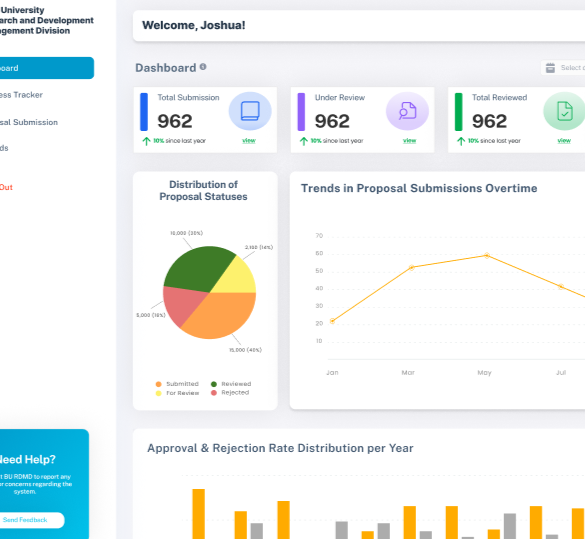 University
arch and Development
agement Division
oard
ess Tracker
sal Submission
ds
Out
Need Help?
t BU RDMD to report any
or concerns regarding the
system.
Send Feedback
Welcome, Joshua!
Dashboard
Select
Total Submission
962
10% since last year
view
Under Review
962
10% since last year
view
Total Reviewed
962
10% since last year
view
Distribution of
Proposal Statuses
10,000 (30%)
2,100 (14%)
5,000 (16%)
15,000 (40%)
Submitted
Reviewed
For Review
Rejected
Trends in Proposal Submissions Overtime
70
60
50
40
30
20
10
Jan
Mar
May
Jul
Approval & Rejection Rate Distribution per Year